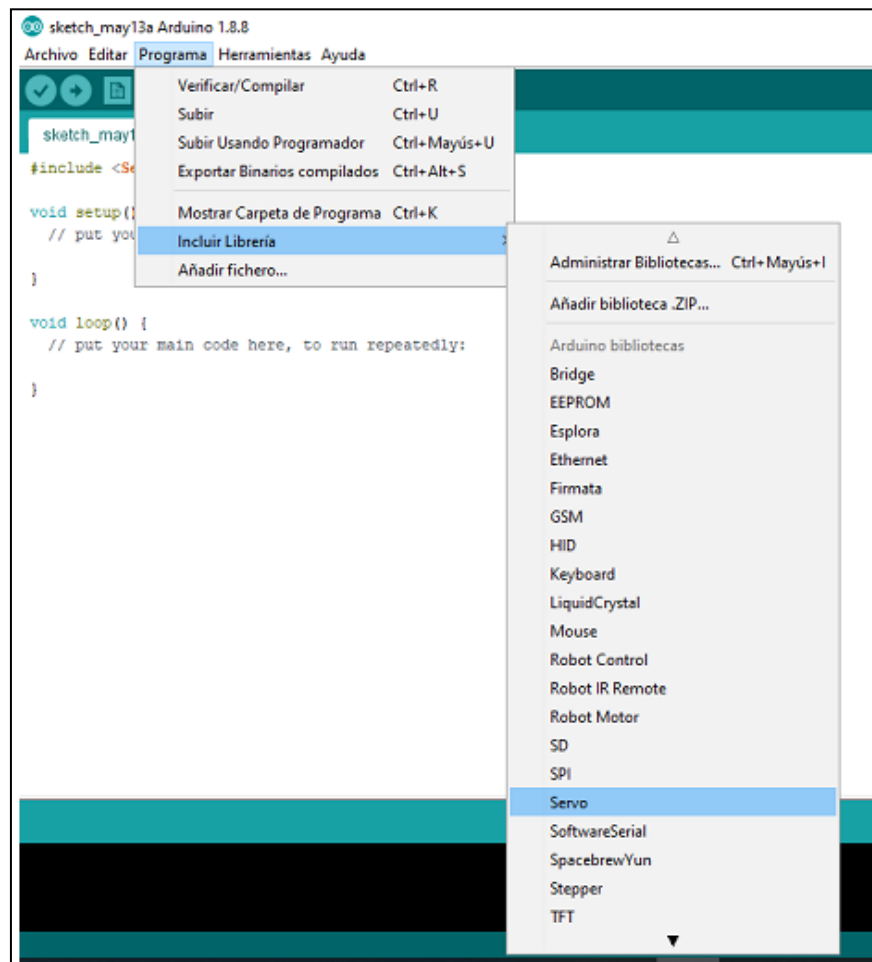 sketch_may13a Arduino 1.8.8
Archivo Editar Programa Herramientas Ayuda
Verificar/Compilar Ctrl+R
Subir Ctrl+U
Subir Usando Programador Ctrl+Mayús+U
Exportar Binarios compilados Ctrl+Alt+S
Mostrar Carpeta de Programa Ctrl+K
Incluir Librería
Añadir fichero...
sketch_may1
#include <Se
void setup()
// put you
}
void loop() {
// put your main code here, to run repeatedly:
}
Administrar Bibliotecas... Ctrl+Mayús+I
Añadir biblioteca .ZIP...
Arduino bibliotecas
Bridge
EEPROM
Esplora
Ethernet
Firmata
GSM
HID
Keyboard
LiquidCrystal
Mouse
Robot Control
Robot IR Remote
Robot Motor
SD
SPI
Servo
SoftwareSerial
SpacebrewYun
Stepper
TFT